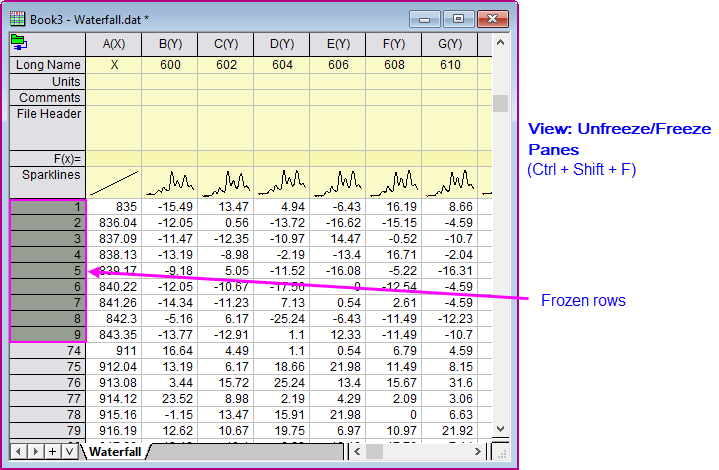 Book3 - Waterfall.dat *
A(X) B(Y) C(Y) D(Y) E(Y) F(Y) G(Y)
Long Name X 600 602 604 606 608 610
Units
Comments
File Header
F(x)=
Sparklines
1 835 -15.49 13.47 4.94 -6.43 16.19 8.66
2 836.04 -12.05 0.56 -13.72 -16.62 -15.15 -4.59
3 837.09 -11.47 -12.35 -10.97 14.47 -0.52 -10.7
4 838.13 -13.19 -8.98 -2.19 -13.4 16.71 -2.04
5 839.17 -9.18 5.05 -11.52 -16.08 -5.22 -16.31
6 840.22 -12.05 -10.67 -17.56 0 -12.54 -4.59
7 841.26 -14.34 -11.23 7.13 0.54 2.61 -4.59
8 842.3 -5.16 6.17 -25.24 -6.43 -11.49 -12.23
9 843.35 -13.77 -12.91 1.1 12.33 -11.49 -10.7
74 911 16.64 4.49 1.1 0.54 6.79 4.59
75 912.04 13.19 6.17 18.66 21.98 11.49 8.15
76 913.08 3.44 15.72 25.24 13.4 15.67 31.6
77 914.12 23.52 8.98 2.19 4.29 2.09 3.06
78 915.16 -1.15 13.47 15.91 21.98 0 6.63
79 916.19 12.62 10.67 19.75 6.97 10.97 21.92
Waterfall
View: Unfreeze/Freeze
Panes
(Ctrl + Shift + F)
Frozen rows